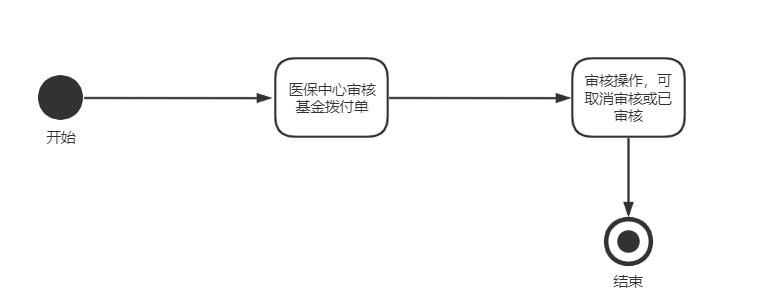 开始
医保中心审核
基金拨付单
审核操作，可
取消审核或已
审核
结束